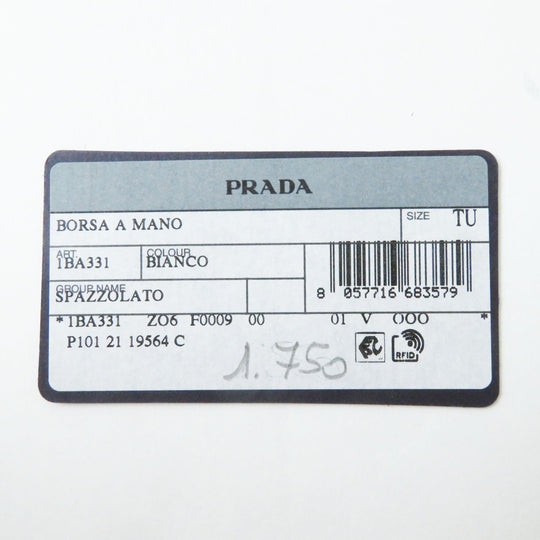 PRADA
BORSA A MANO SIZE TU
ART. COLOUR
1BA331 BIANCO
GROUP NAME
SPAZZOLATO
8 057716 683579
*1BA331 ZO6 F0009 00 01 V OOO *
P101 21 19564 C
RFID
1.750